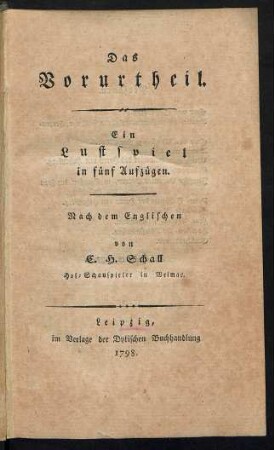 Das
Vorurtheil.
Ein
Lustspiel
in fünf Aufzügen.
Nach dem Englischen
von
C. H. Schall
Hof-Schauspieler in Weimar.
Leipzig,
im Verlage der Dykischen Buchhandlung
1798.